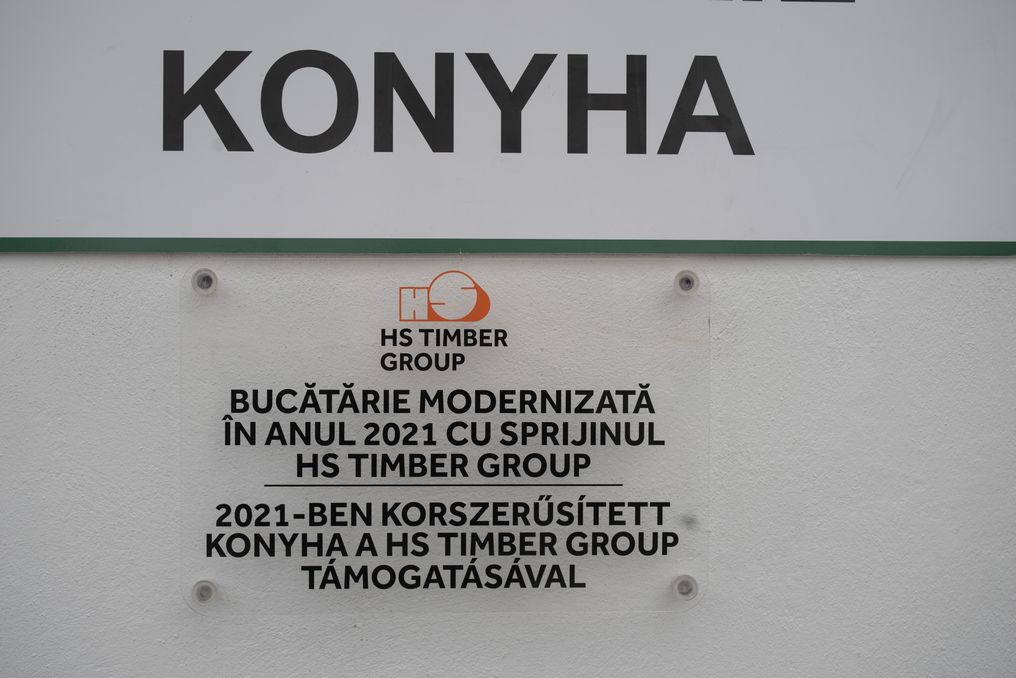 KONYHA
HS
HS TIMBER
GROUP
BUCĂTĂRIE MODERNIZATĂ
ÎN ANUL 2021 CU SPRIJINUL
HS TIMBER GROUP
2021-BEN KORSZERŰSÍTETT
KONYHA A HS TIMBER GROUP
TÁMOGATÁSÁVAL